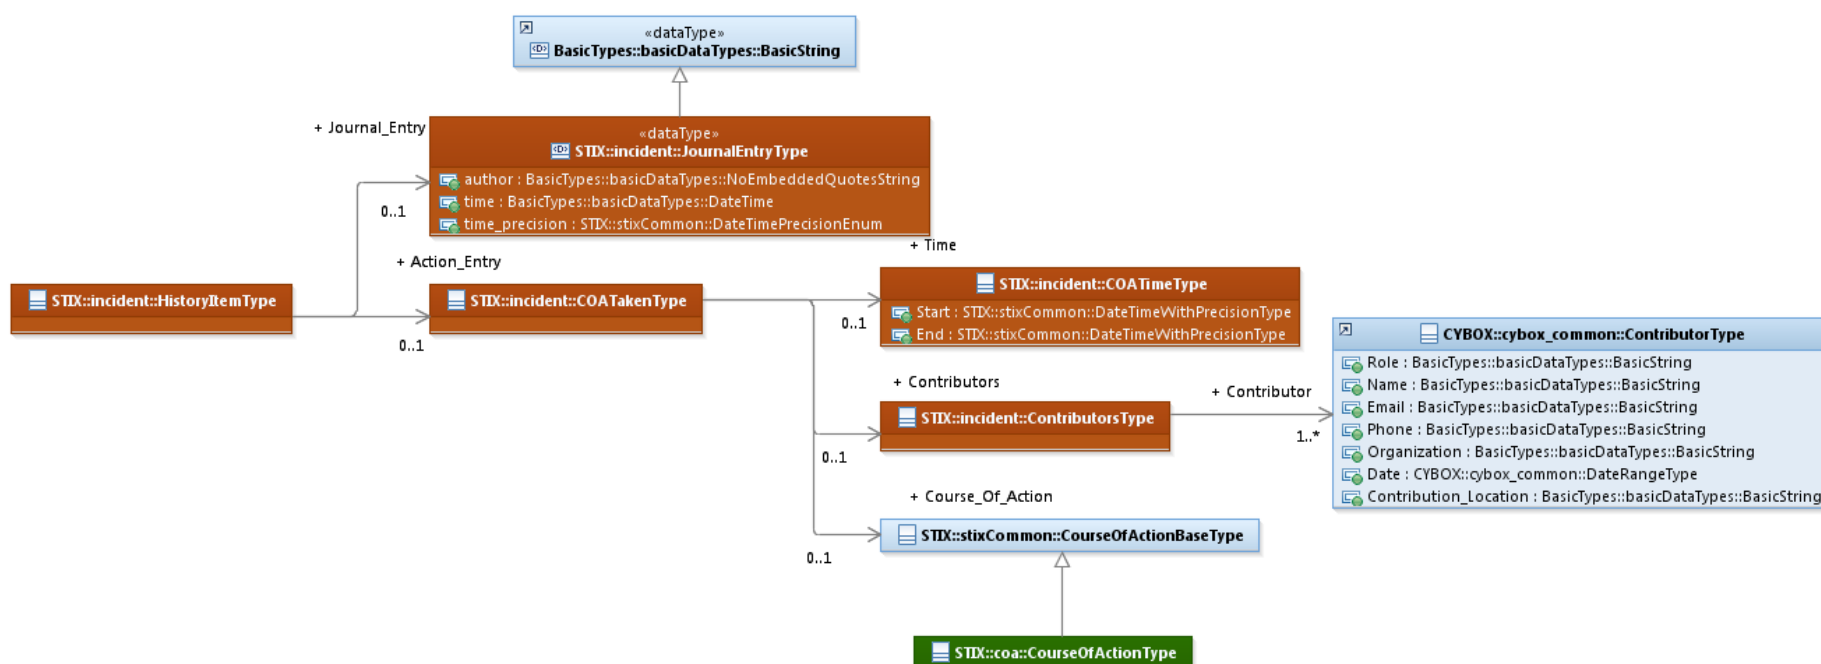 «dataType»
BasicTypes::basicDataTypes::BasicString
+ Journal_Entry
«dataType»
STIX::incident::JournalEntryType
author : BasicTypes::basicDataTypes::NoEmbeddedQuotesString
time : BasicTypes::basicDataTypes::DateTime
time_precision : STIX::stixCommon::DateTimePrecisionEnum
0..1
+ Time
+ Action_Entry
STIX::incident::HistoryItemType
STIX::incident::COATakenType
0..1
STIX::incident::COATimeType
Start : STIX::stixCommon::DateTimeWithPrecisionType
End : STIX::stixCommon::DateTimeWithPrecisionType
0..1
CYBOX::cybox_common::ContributorType
Role : BasicTypes::basicDataTypes::BasicString
Name : BasicTypes::basicDataTypes::BasicString
Email : BasicTypes::basicDataTypes::BasicString
Phone : BasicTypes::basicDataTypes::BasicString
Organization : BasicTypes::basicDataTypes::BasicString
Date : CYBOX::cybox_common::DateRangeType
Contribution_Location : BasicTypes::basicDataTypes::BasicString
+ Contributors
+ Contributor
STIX::incident::ContributorsType
1..*
0..1
+ Course_Of_Action
STIX::stixCommon::CourseOfActionBaseType
0..1
STIX::coa::CourseOfActionType